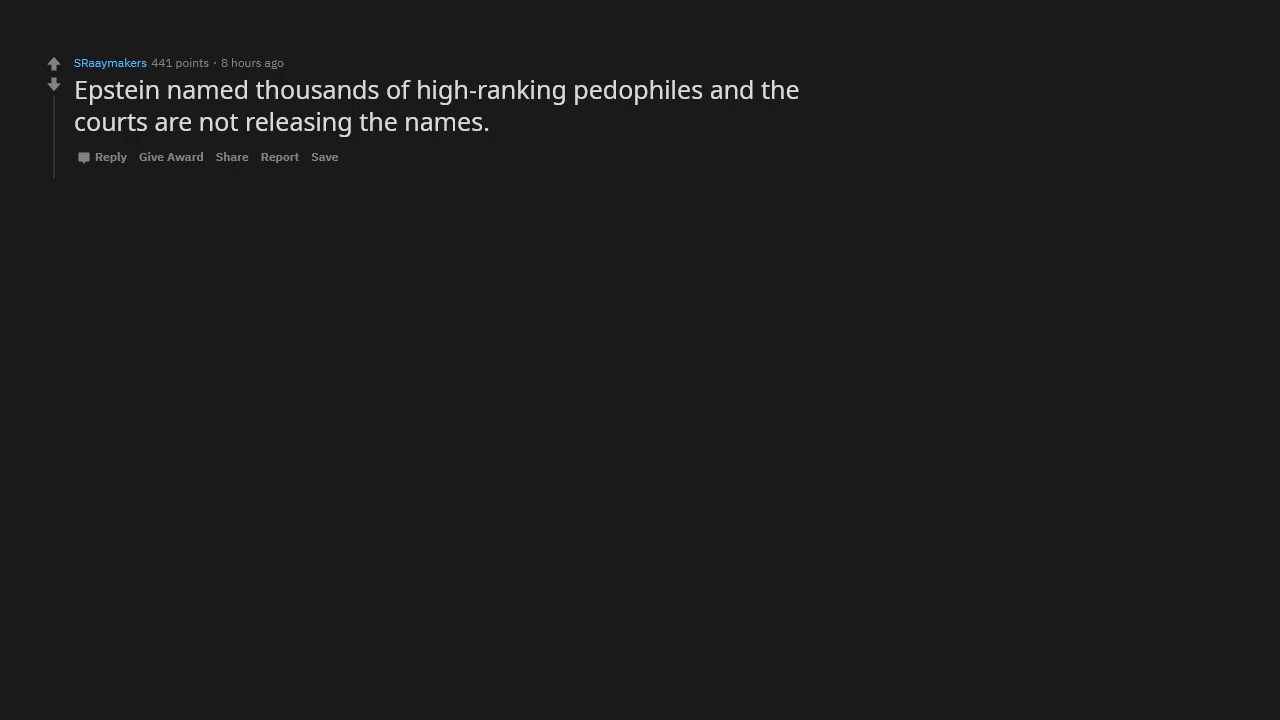 SRaaymakers 441 points · 8 hours ago
Epstein named thousands of high-ranking pedophiles and the
courts are not releasing the names.
Reply Give Award Share Report Save